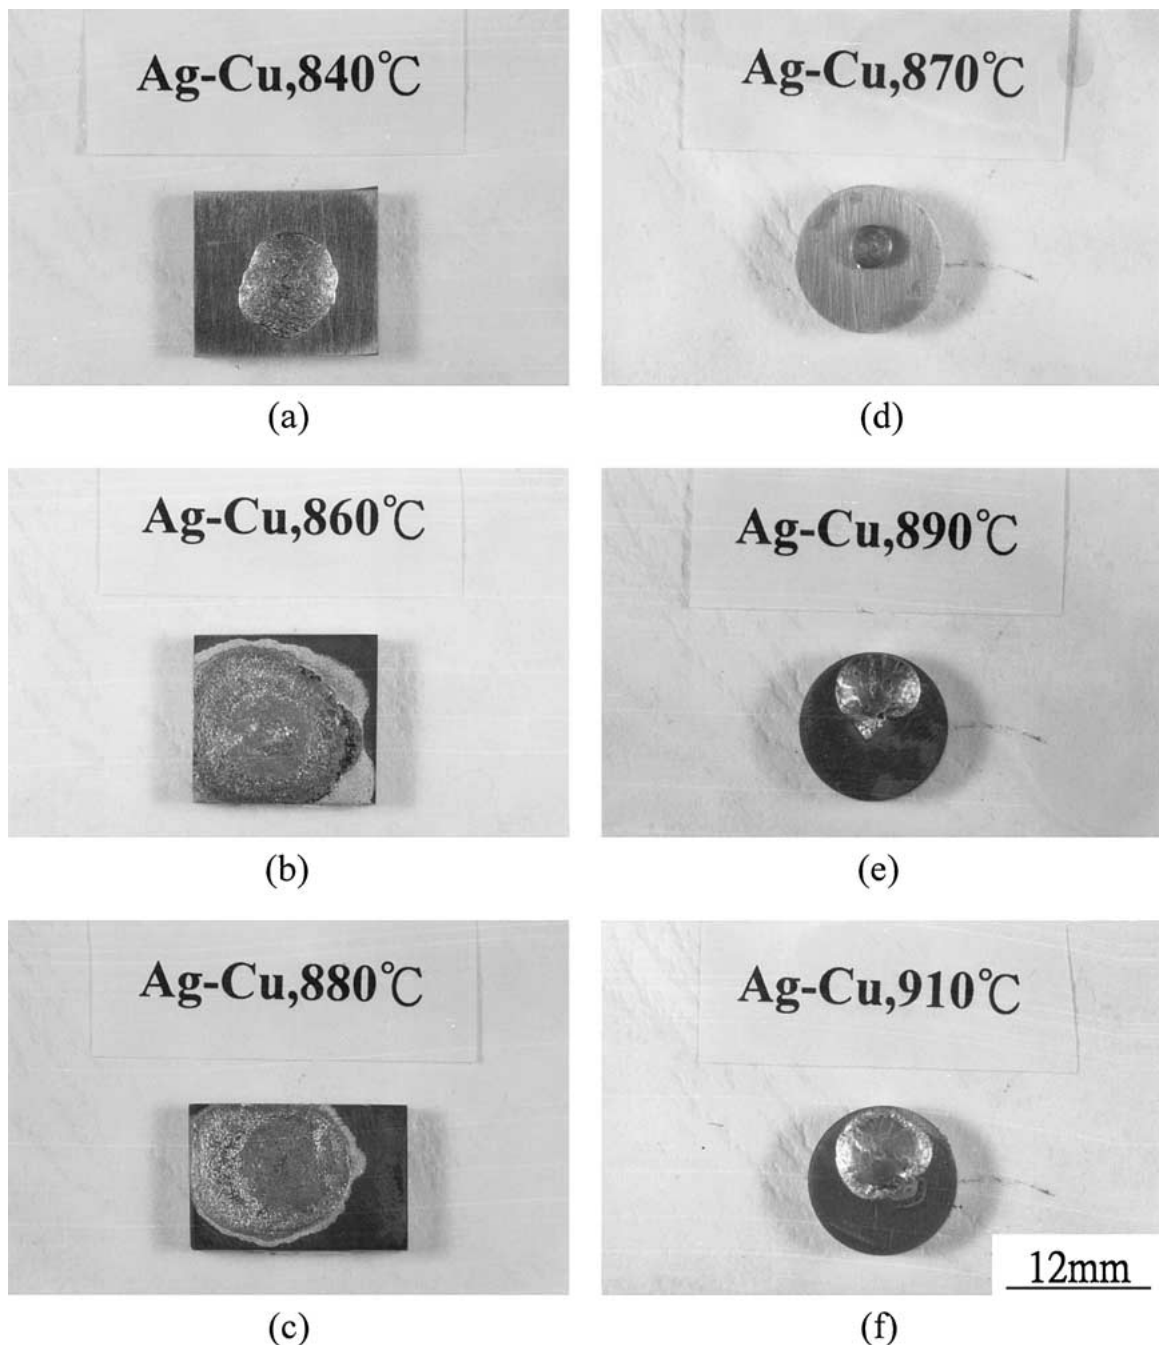 Ag-Cu,840℃
(a)
Ag-Cu,870℃
(d)
Ag-Cu,860℃
(b)
Ag-Cu,890℃
(e)
Ag-Cu,880℃
(c)
Ag-Cu,910℃
12mm
(f)